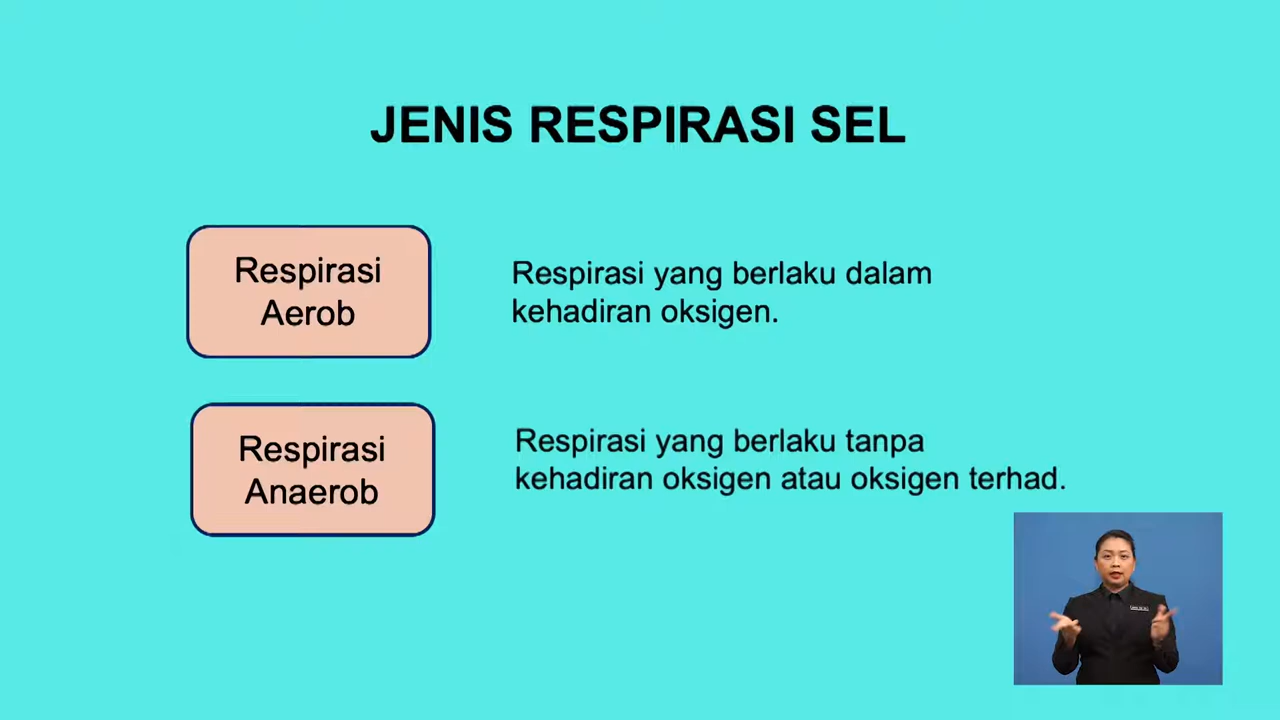 JENIS RESPIRASI SEL
Respirasi
Aerob
Respirasi yang berlaku dalam
kehadiran oksigen.
Respirasi
Anaerob
Respirasi yang berlaku tanpa
kehadiran oksigen atau oksigen terhad.